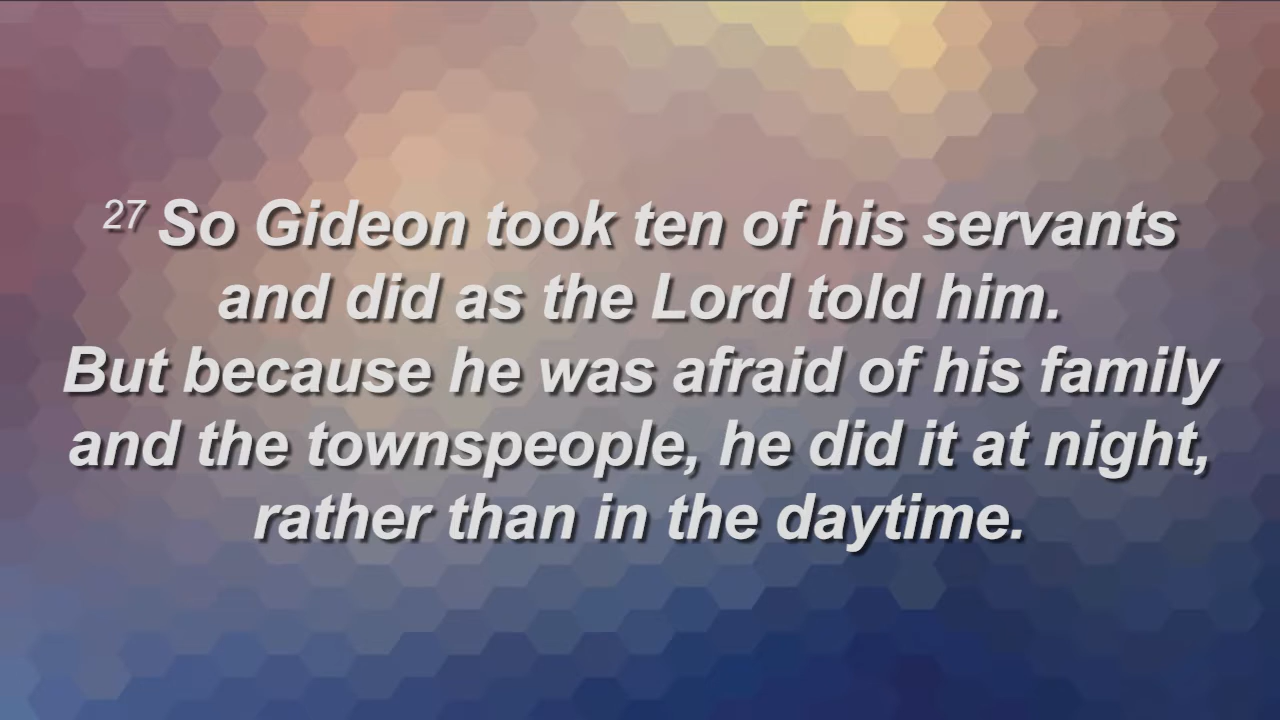 27 So Gideon took ten of his servants
and did as the Lord told him.
But because he was afraid of his family
and the townspeople, he did it at night,
rather than in the daytime.